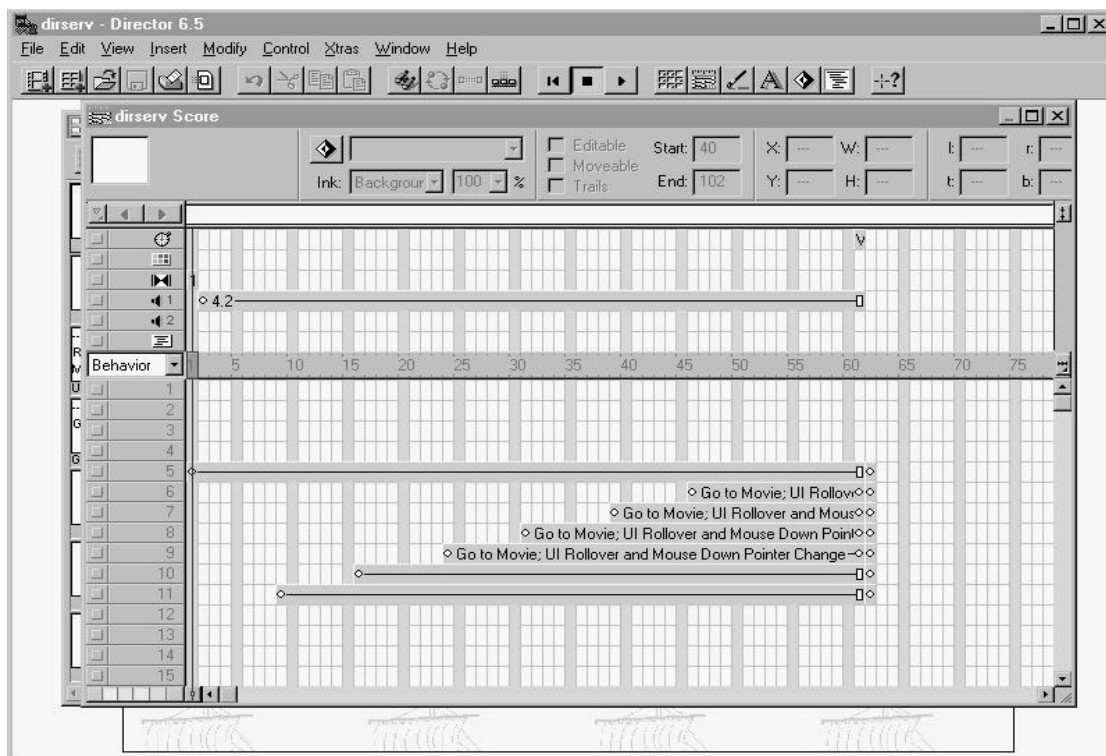 dirserv - Director 6.5
File Edit View Insert Modify Control Xtras Window Help
dirserv Score
Editable Start: 40 X: --- W: --- l: --- r: ---
Moveable
Ink: Backgrour 100 % Trails End: 102 Y: --- H: --- t: --- b: ---
V
1
1 4.2
2
Behavior 1 5 10 15 20 25 30 35 40 45 50 55 60 65 70 75
1
2
3
4
5
6 Go to Movie; UI Rollov
7 Go to Movie; UI Rollover and Mous
8 Go to Movie; UI Rollover and Mouse Down Point
9 Go to Movie; UI Rollover and Mouse Down Pointer Change
10
11
12
13
14
15